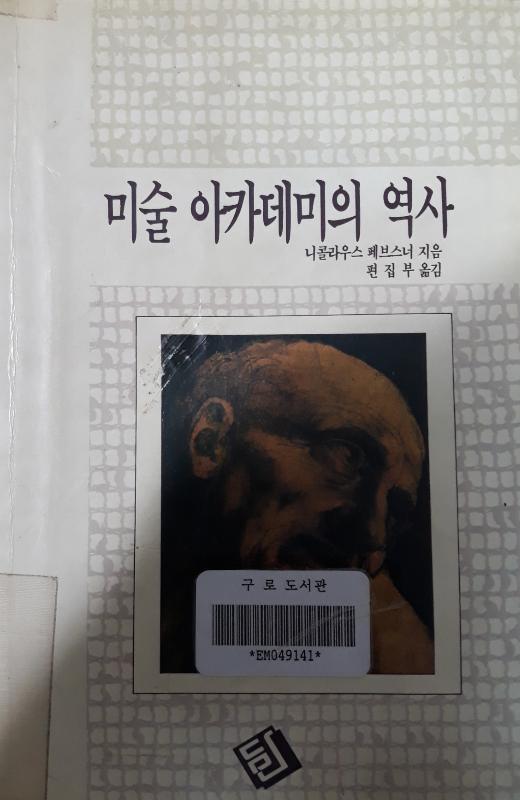 미술 아카데미의 역사
니콜라우스 페브스너 지음
편 집 부 옮김
구 로 도서관
*EM049141*